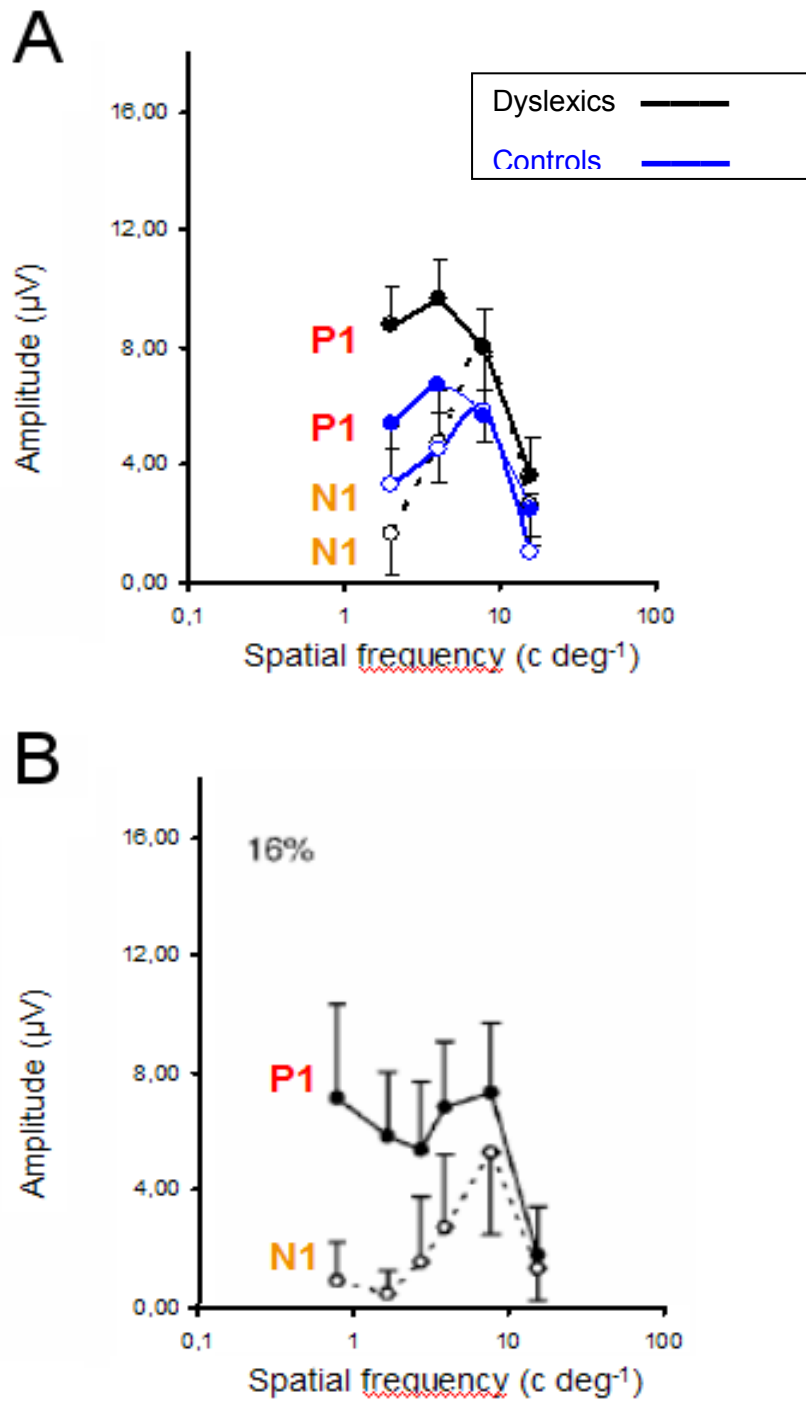 A
Dyslexics
Controls
16,00
12,00
8,00
4,00
0,00
Amplitude (µV)
P1
P1
N1
N1
0,1 1 10 100
Spatial frequency (c deg⁻¹)
B
16%
16,00
12,00
8,00
4,00
0,00
Amplitude (µV)
P1
N1
0,1 1 10 100
Spatial frequency (c deg⁻¹)